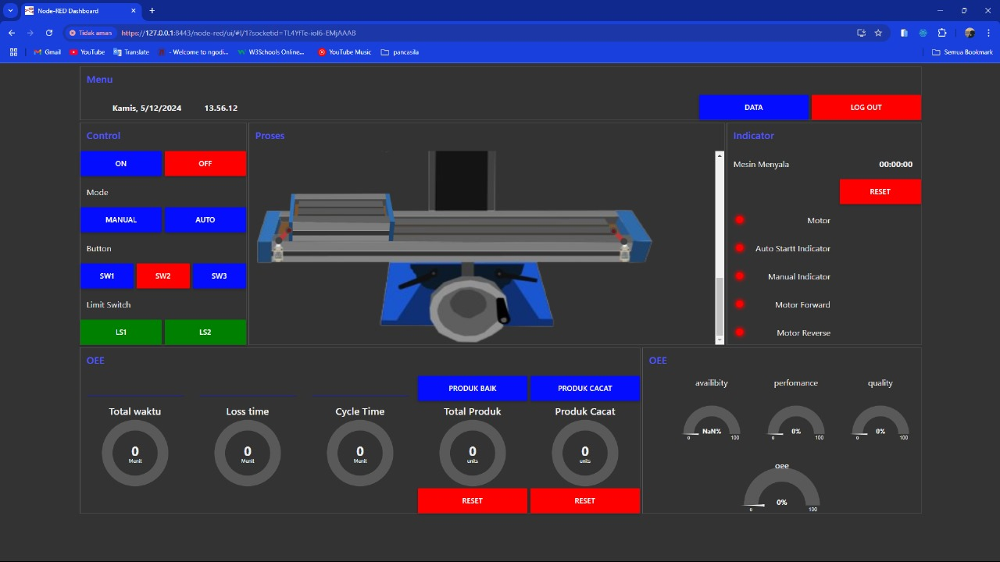 Node-RED Dashboard
Tidak aman
https://127.0.0.1:8443/node-red/ui/#!/1?socketid=TL4YfTe-ioI6-EMjAAAB
Gmail
YouTube
Translate
- Welcome to ngodi...
W3Schools Online...
YouTube Music
pancasila
Semua Bookmark
Menu
Kamis, 5/12/2024 13.56.12
DATA
LOG OUT
Control
ON
OFF
Mode
MANUAL
AUTO
Button
SW1
SW2
SW3
Limit Switch
LS1
LS2
Proses
Indicator
Mesin Menyala 00:00:00
RESET
Motor
Auto Startt Indicator
Manual Indicator
Motor Forward
Motor Reverse
OEE
PRODUK BAIK
PRODUK CACAT
Total waktu
Loss time
Cycle Time
Total Produk
Produk Cacat
0
Menit
0
Menit
0
Menit
0
units
0
units
RESET
RESET
OEE
availibity
perfomance
quality
NaN%
0 100
0%
0 100
0%
0 100
oee
0%
0 100